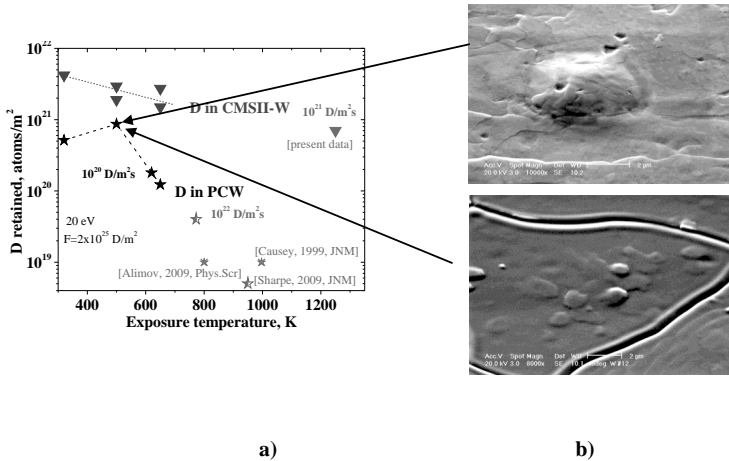 D retained, atoms/m²
10²²
10²¹
10²⁰
10¹⁹
D in CMSII-W
10²¹ D/m²s
[present data]
10²⁰ D/m²s
D in PCW
20 eV
F=2x10²⁵ D/m²
10²² D/m²s
[Causey, 1999, JNM]
[Alimov, 2009, Phys.Scr]
[Sharpe, 2009, JNM]
400 600 800 1000 1200
Exposure temperature, K
Acc.V Spot Magn Det WD 2 µm
20.0 kV 3.0 10000x SE 10.2
Acc.V Spot Magn Det WD 2 µm
20.0 kV 3.0 8000x SE 10.1
W #12
a) b)